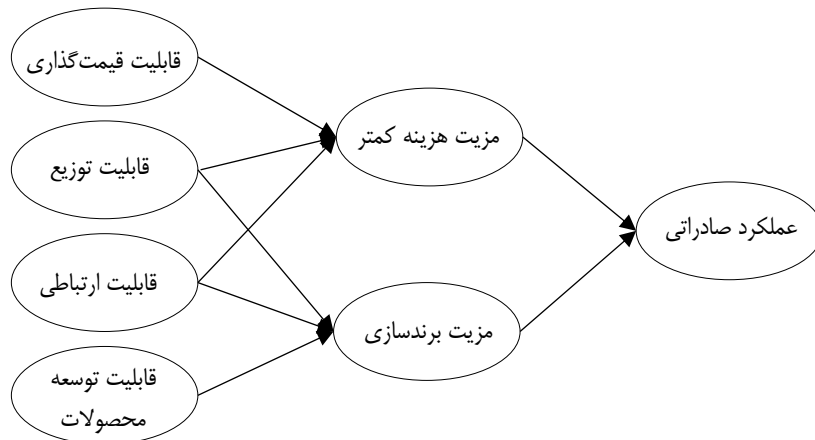 قابلیت قیمت‌گذاری
مزیت هزینه کمتر
قابلیت توزیع
عملکرد صادراتی
قابلیت ارتباطی
مزیت برندسازی
قابلیت توسعه
محصولات